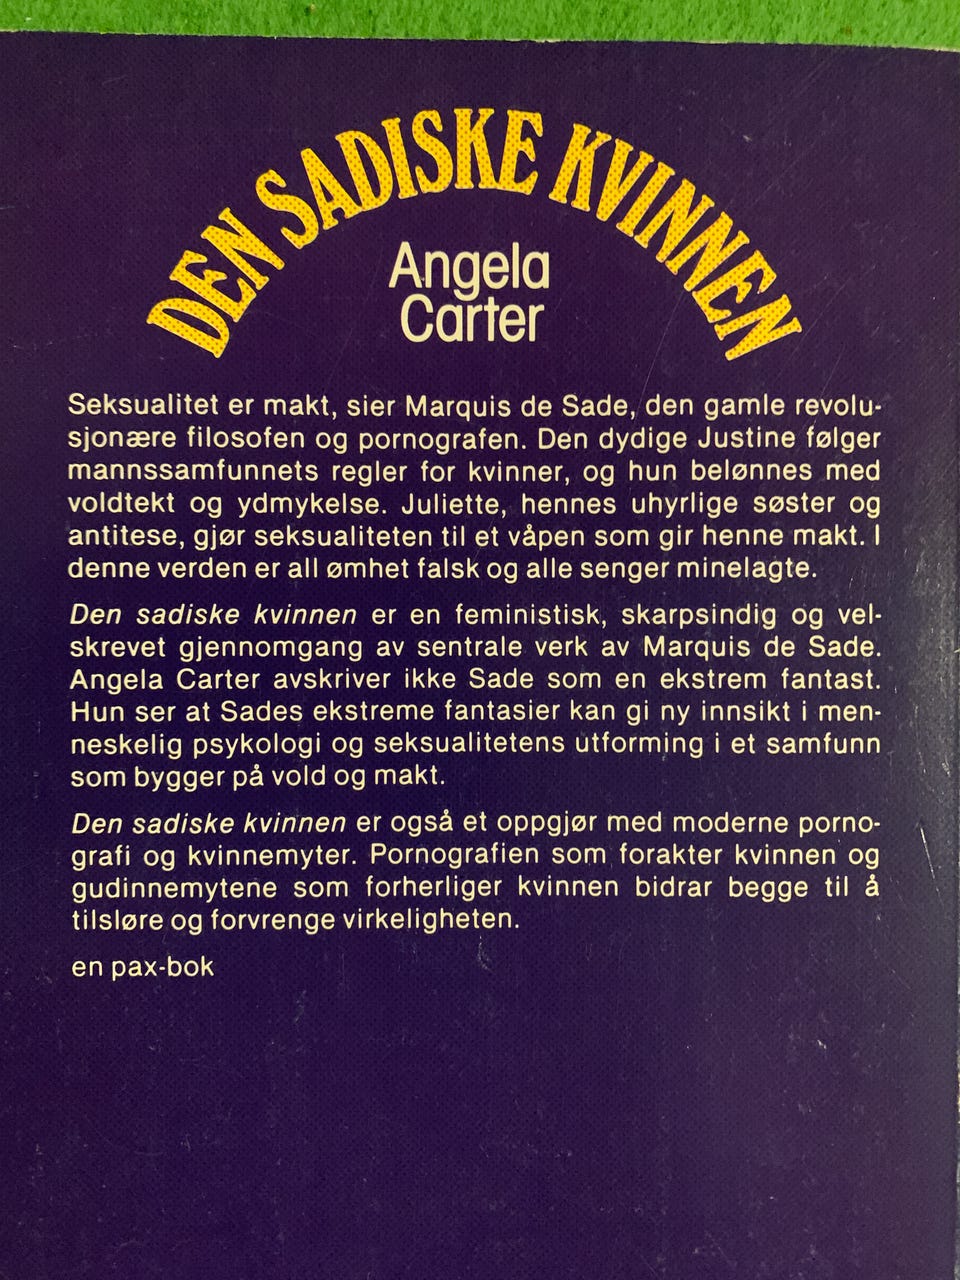 DEN SADISKE KVINNEN
Angela
Carter
Seksualitet er makt, sier Marquis de Sade, den gamle revolu-
sjonære filosofen og pornografen. Den dydige Justine følger
mannssamfunnets regler for kvinner, og hun belønnes med
voldtekt og ydmykelse. Juliette, hennes uhyrlige søster og
antitese, gjør seksualiteten til et våpen som gir henne makt. I
denne verden er all ømhet falsk og alle senger minelagte.
Den sadiske kvinnen er en feministisk, skarpsindig og vel-
skrevet gjennomgang av sentrale verk av Marquis de Sade.
Angela Carter avskriver ikke Sade som en ekstrem fantast.
Hun ser at Sades ekstreme fantasier kan gi ny innsikt i men-
neskelig psykologi og seksualitetens utforming i et samfunn
som bygger på vold og makt.
Den sadiske kvinnen er også et oppgjør med moderne porno-
grafi og kvinnemyter. Pornografien som forakter kvinnen og
gudinnemytene som forherliger kvinnen bidrar begge til å
tilsløre og forvrenge virkeligheten.
en pax-bok